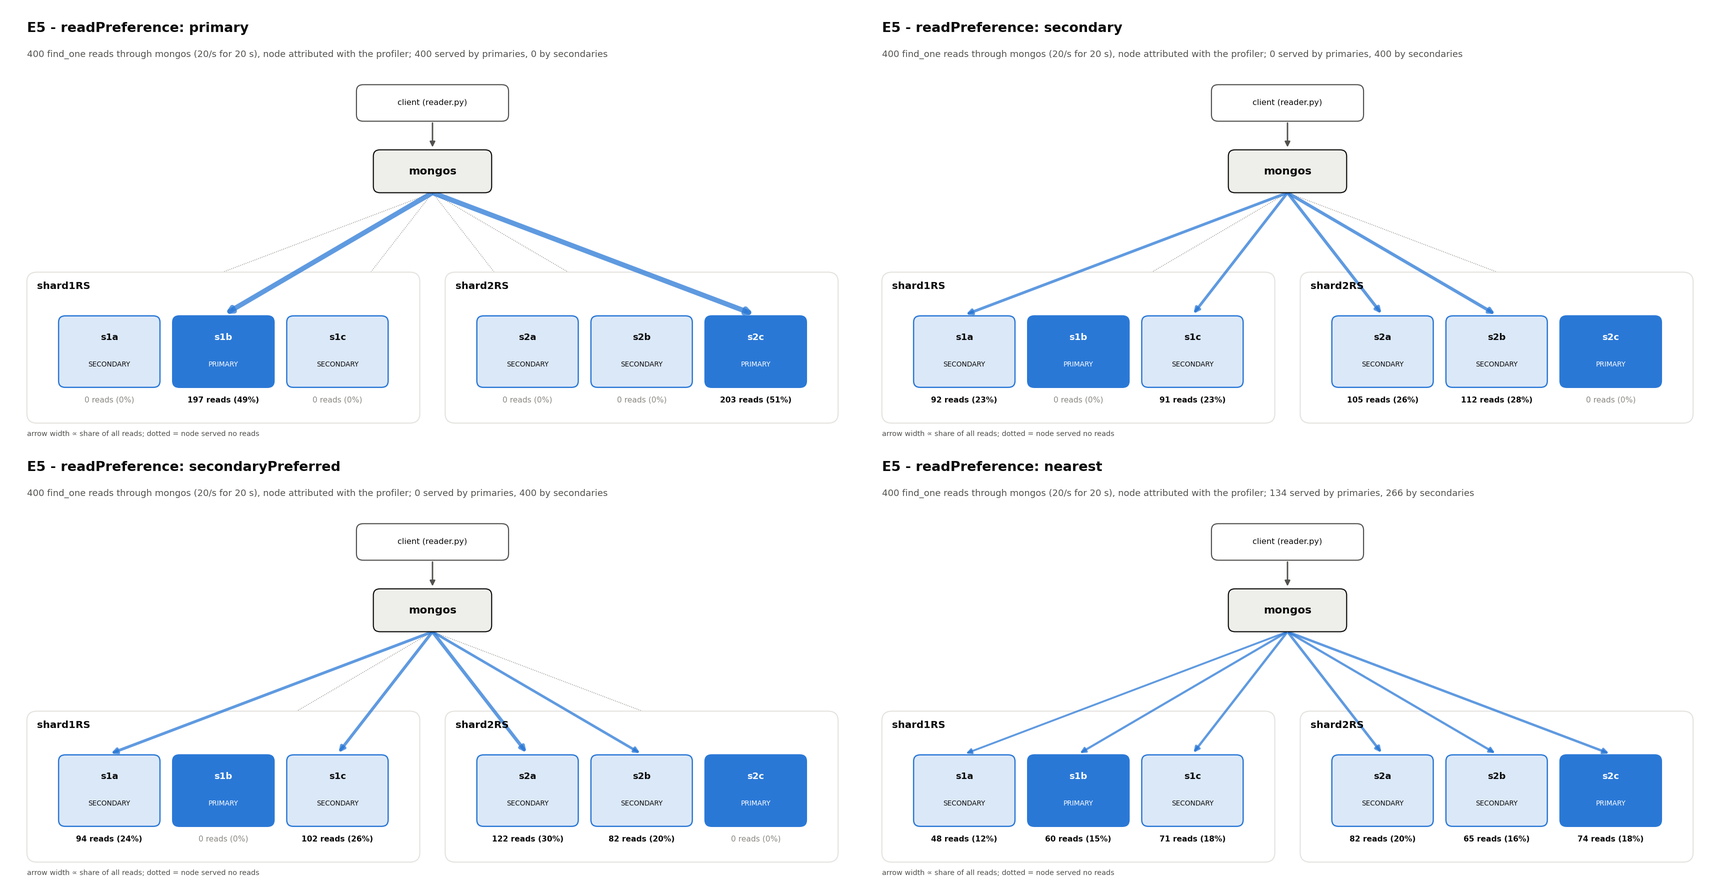 E5 - readPreference: primary
400 find_one reads through mongos (20/s for 20 s), node attributed with the profiler; 400 served by primaries, 0 by secondaries
client (reader.py)
mongos
shard1RS
shard2RS
s1a
s1b
s1c
s2a
s2b
s2c
SECONDARY
PRIMARY
SECONDARY
SECONDARY
SECONDARY
PRIMARY
0 reads (0%)
197 reads (49%)
0 reads (0%)
0 reads (0%)
0 reads (0%)
203 reads (51%)
arrow width ∝ share of all reads; dotted = node served no reads
E5 - readPreference: secondary
400 find_one reads through mongos (20/s for 20 s), node attributed with the profiler; 0 served by primaries, 400 by secondaries
client (reader.py)
mongos
shard1RS
shard2RS
s1a
s1b
s1c
s2a
s2b
s2c
SECONDARY
PRIMARY
SECONDARY
SECONDARY
SECONDARY
PRIMARY
92 reads (23%)
0 reads (0%)
91 reads (23%)
105 reads (26%)
112 reads (28%)
0 reads (0%)
arrow width ∝ share of all reads; dotted = node served no reads
E5 - readPreference: secondaryPreferred
400 find_one reads through mongos (20/s for 20 s), node attributed with the profiler; 0 served by primaries, 400 by secondaries
client (reader.py)
mongos
shard1RS
shard2RS
s1a
s1b
s1c
s2a
s2b
s2c
SECONDARY
PRIMARY
SECONDARY
SECONDARY
SECONDARY
PRIMARY
94 reads (24%)
0 reads (0%)
102 reads (26%)
122 reads (30%)
82 reads (20%)
0 reads (0%)
arrow width ∝ share of all reads; dotted = node served no reads
E5 - readPreference: nearest
400 find_one reads through mongos (20/s for 20 s), node attributed with the profiler; 134 served by primaries, 266 by secondaries
client (reader.py)
mongos
shard1RS
shard2RS
s1a
s1b
s1c
s2a
s2b
s2c
SECONDARY
PRIMARY
SECONDARY
SECONDARY
SECONDARY
PRIMARY
48 reads (12%)
60 reads (15%)
71 reads (18%)
82 reads (20%)
65 reads (16%)
74 reads (18%)
arrow width ∝ share of all reads; dotted = node served no reads